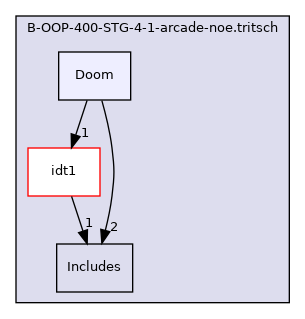 B-OOP-400-STG-4-1-arcade-noe.tritsch
Doom
1
idt1
1
2
Includes